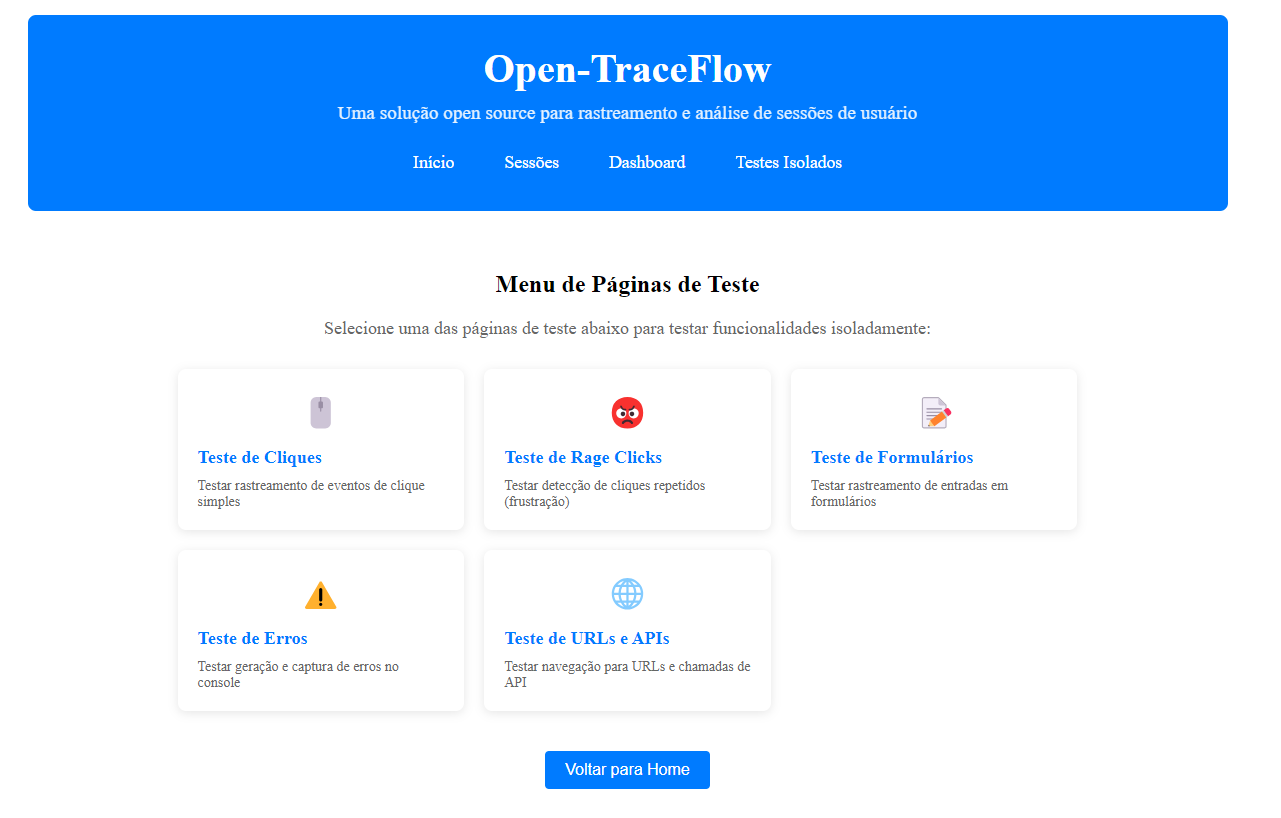 Open-TraceFlow
Uma solução open source para rastreamento e análise de sessões de usuário
Início Sessões Dashboard Testes Isolados
Menu de Páginas de Teste
Selecione uma das páginas de teste abaixo para testar funcionalidades isoladamente:
Teste de Cliques
Testar rastreamento de eventos de clique
simples
Teste de Rage Clicks
Testar detecção de cliques repetidos
(frustração)
Teste de Formulários
Testar rastreamento de entradas em
formulários
Teste de Erros
Testar geração e captura de erros no
console
Teste de URLs e APIs
Testar navegação para URLs e chamadas de
API
Voltar para Home